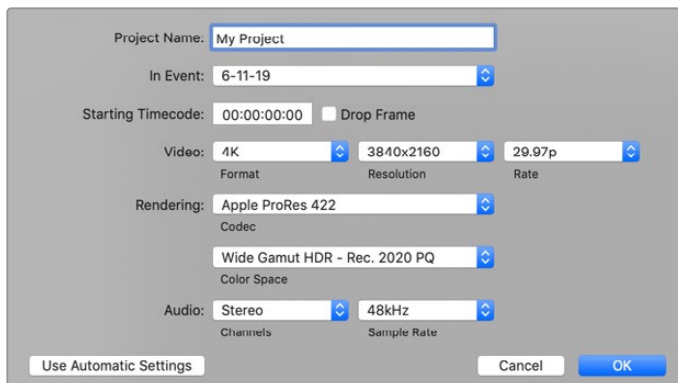 Project Name: My Project
In Event: 6-11-19
Starting Timecode: 00:00:00:00 Drop Frame
Video: 4K 3840x2160 29.97p
Format Resolution Rate
Rendering: Apple ProRes 422
Codec
Wide Gamut HDR - Rec. 2020 PQ
Color Space
Audio: Stereo 48kHz
Channels Sample Rate
Use Automatic Settings Cancel OK